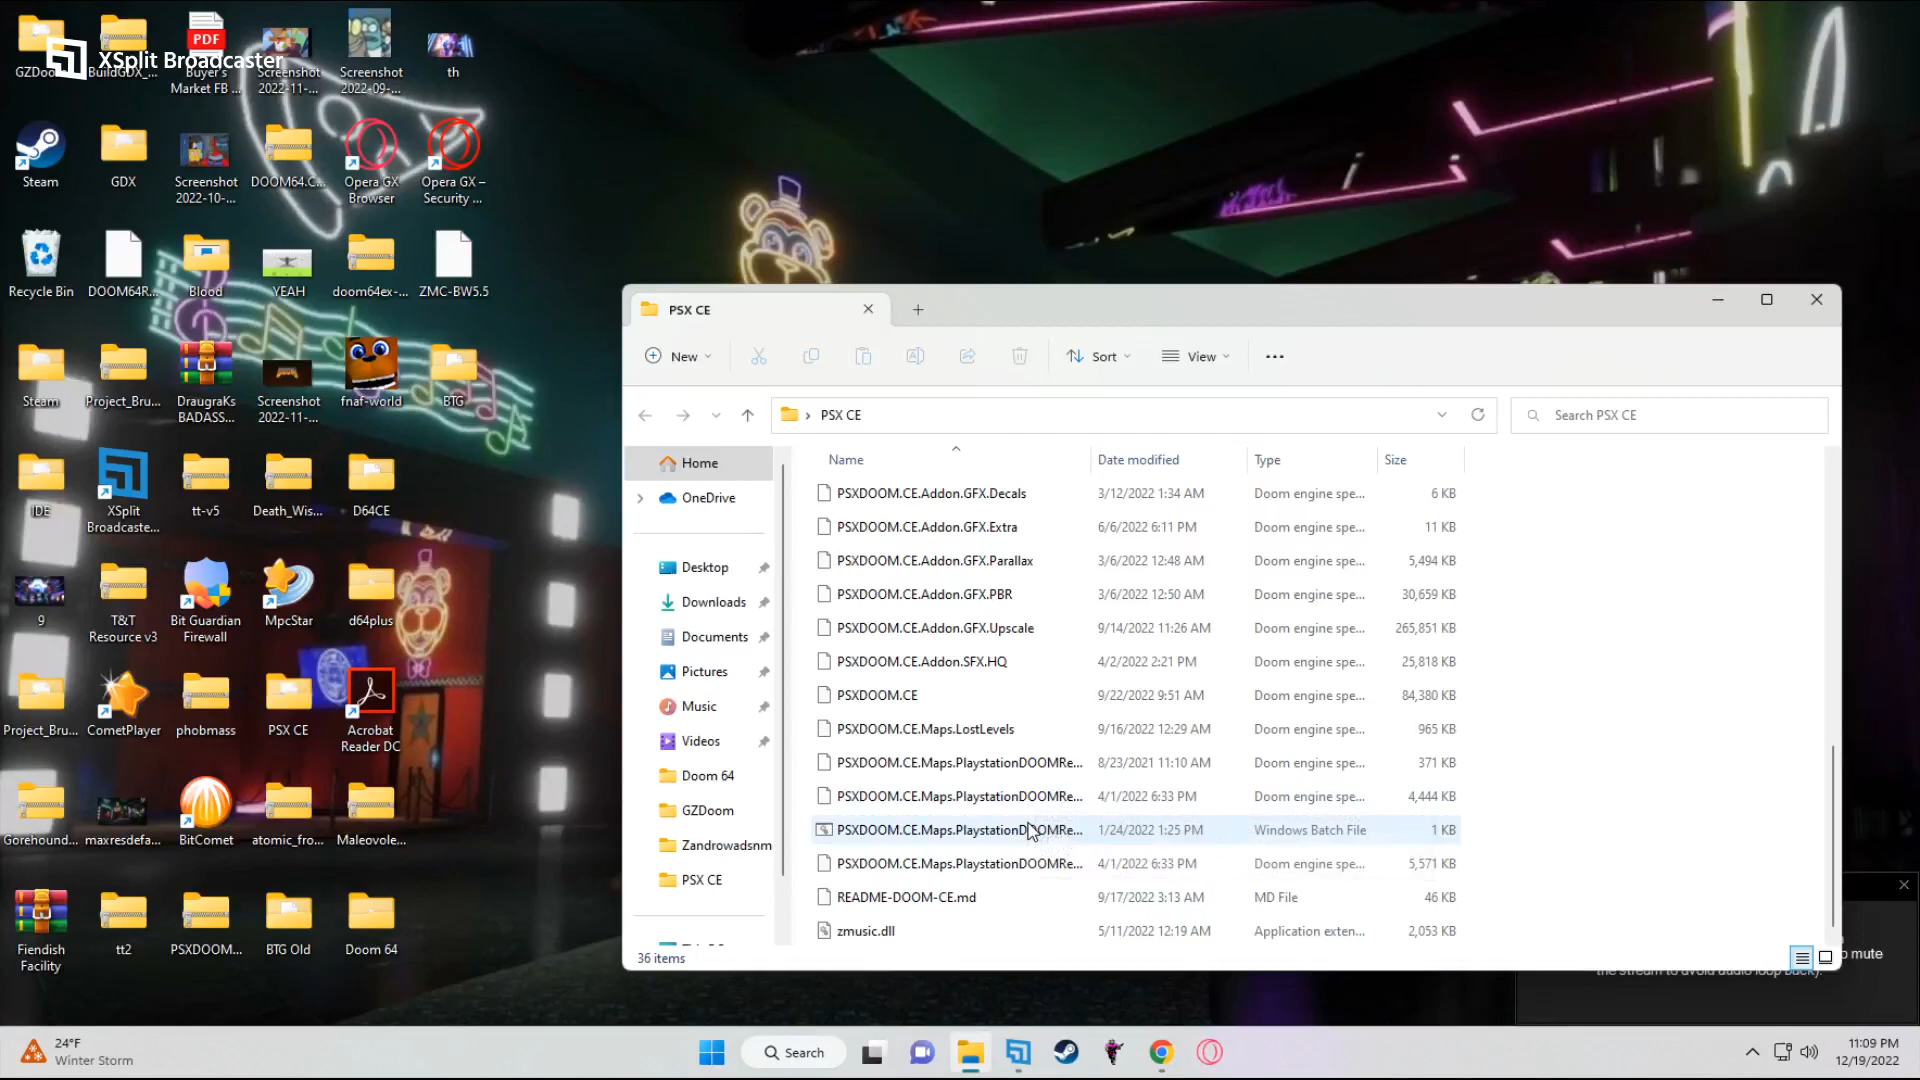 XSplit Broadcaster
GZDoo...
BuildGDX_...
Buyer's
Market FB ...
Screenshot
2022-11-...
Screenshot
2022-09-...
th
Steam
GDX
Screenshot
2022-10-...
DOOM64.C...
Opera GX
Browser
Opera GX –
Security ...
Recycle Bin
DOOM64R...
Blood
YEAH
doom64ex-...
ZMC-BW5.5
Steam
Project_Bru...
DraugraKs
BADASS...
Screenshot
2022-11-...
fnaf-world
BTG
IDE
XSplit
Broadcaste...
tt-v5
Death_Wis...
D64CE
9
T&T
Resource v3
Bit Guardian
Firewall
MpcStar
d64plus
Project_Bru...
CometPlayer
phobmass
PSX CE
Acrobat
Reader DC
Gorehound...
maxresdefa...
BitComet
atomic_fro...
Maleovole...
Fiendish
Facility
tt2
PSXDOOM...
BTG Old
Doom 64
PDF
PSX CE
New
Sort
View
PSX CE
Search PSX CE
Home
OneDrive
Desktop
Downloads
Documents
Pictures
Music
Videos
Doom 64
GZDoom
Zandrowadsnm
PSX CE
Name Date modified Type Size
PSXDOOM.CE.Addon.GFX.Decals 3/12/2022 1:34 AM Doom engine spe... 6 KB
PSXDOOM.CE.Addon.GFX.Extra 6/6/2022 6:11 PM Doom engine spe... 11 KB
PSXDOOM.CE.Addon.GFX.Parallax 3/6/2022 12:48 AM Doom engine spe... 5,494 KB
PSXDOOM.CE.Addon.GFX.PBR 3/6/2022 12:50 AM Doom engine spe... 30,659 KB
PSXDOOM.CE.Addon.GFX.Upscale 9/14/2022 11:26 AM Doom engine spe... 265,851 KB
PSXDOOM.CE.Addon.SFX.HQ 4/2/2022 2:21 PM Doom engine spe... 25,818 KB
PSXDOOM.CE 9/22/2022 9:51 AM Doom engine spe... 84,380 KB
PSXDOOM.CE.Maps.LostLevels 9/16/2022 12:29 AM Doom engine spe... 965 KB
PSXDOOM.CE.Maps.PlaystationDOOMRe... 8/23/2021 11:10 AM Doom engine spe... 371 KB
PSXDOOM.CE.Maps.PlaystationDOOMRe... 4/1/2022 6:33 PM Doom engine spe... 4,444 KB
PSXDOOM.CE.Maps.PlaystationDOOMRe... 1/24/2022 1:25 PM Windows Batch File 1 KB
PSXDOOM.CE.Maps.PlaystationDOOMRe... 4/1/2022 6:33 PM Doom engine spe... 5,571 KB
README-DOOM-CE.md 9/17/2022 3:13 AM MD File 46 KB
zmusic.dll 5/11/2022 12:19 AM Application exten... 2,053 KB
36 items
mute
the stream to avoid audio loop back).
24°F
Winter Storm
Search
11:09 PM
12/19/2022